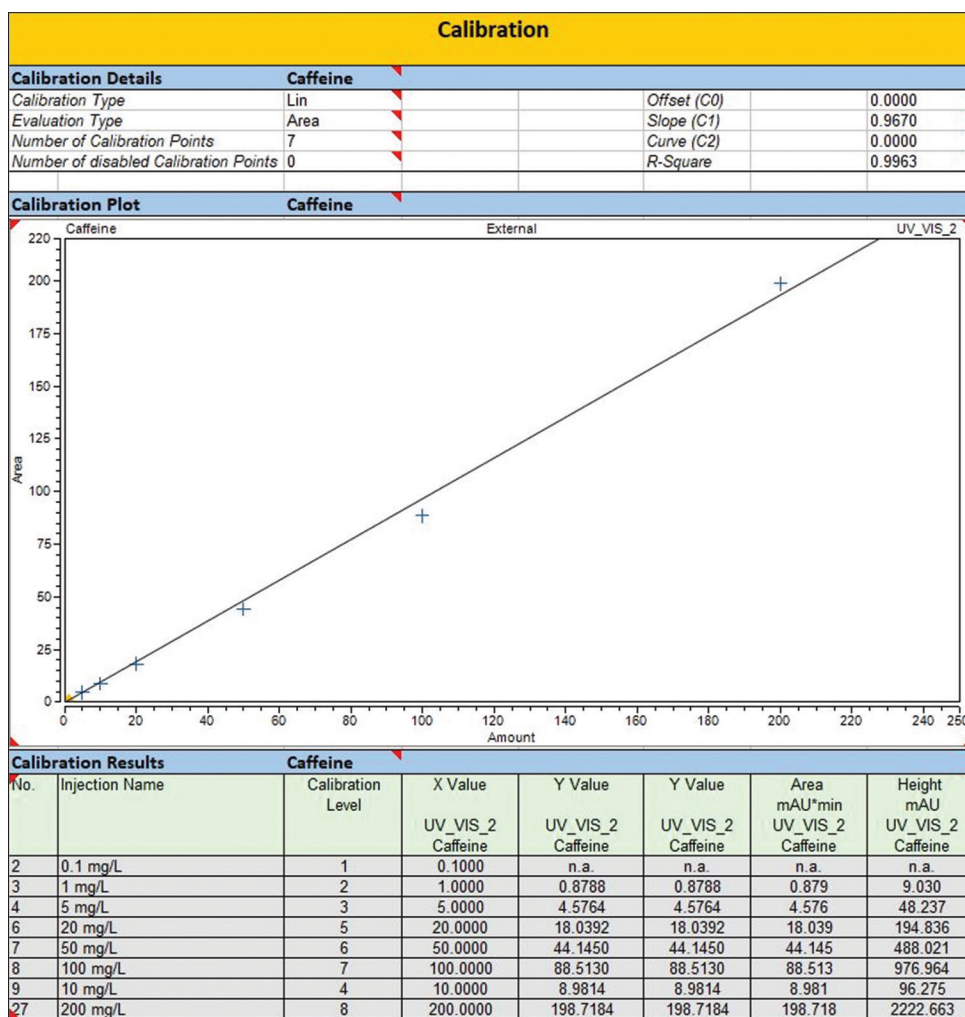 Calibration
Calibration Details Caffeine
Calibration Type Lin Offset (C0) 0.0000
Evaluation Type Area Slope (C1) 0.9670
Number of Calibration Points 7 Curve (C2) 0.0000
Number of disabled Calibration Points 0 R-Square 0.9963
Calibration Plot Caffeine
Caffeine External UV_VIS_2
220
200
175
150
125
100
75
50
25
0
Area
0 20 40 60 80 100 120 140 160 180 200 220 240 250
Amount
Calibration Results Caffeine
No. Injection Name Calibration X Value Y Value Y Value Area Height
Level mAU*min mAU
UV_VIS_2 UV_VIS_2 UV_VIS_2 UV_VIS_2 UV_VIS_2
Caffeine Caffeine Caffeine Caffeine Caffeine
2 0.1 mg/L 1 0.1000 n.a. n.a. n.a. n.a.
3 1 mg/L 2 1.0000 0.8788 0.8788 0.879 9.030
4 5 mg/L 3 5.0000 4.5764 4.5764 4.576 48.237
6 20 mg/L 5 20.0000 18.0392 18.0392 18.039 194.836
7 50 mg/L 6 50.0000 44.1450 44.1450 44.145 488.021
8 100 mg/L 7 100.0000 88.5130 88.5130 88.513 976.964
9 10 mg/L 4 10.0000 8.9814 8.9814 8.981 96.275
27 200 mg/L 8 200.0000 198.7184 198.7184 198.718 2222.663